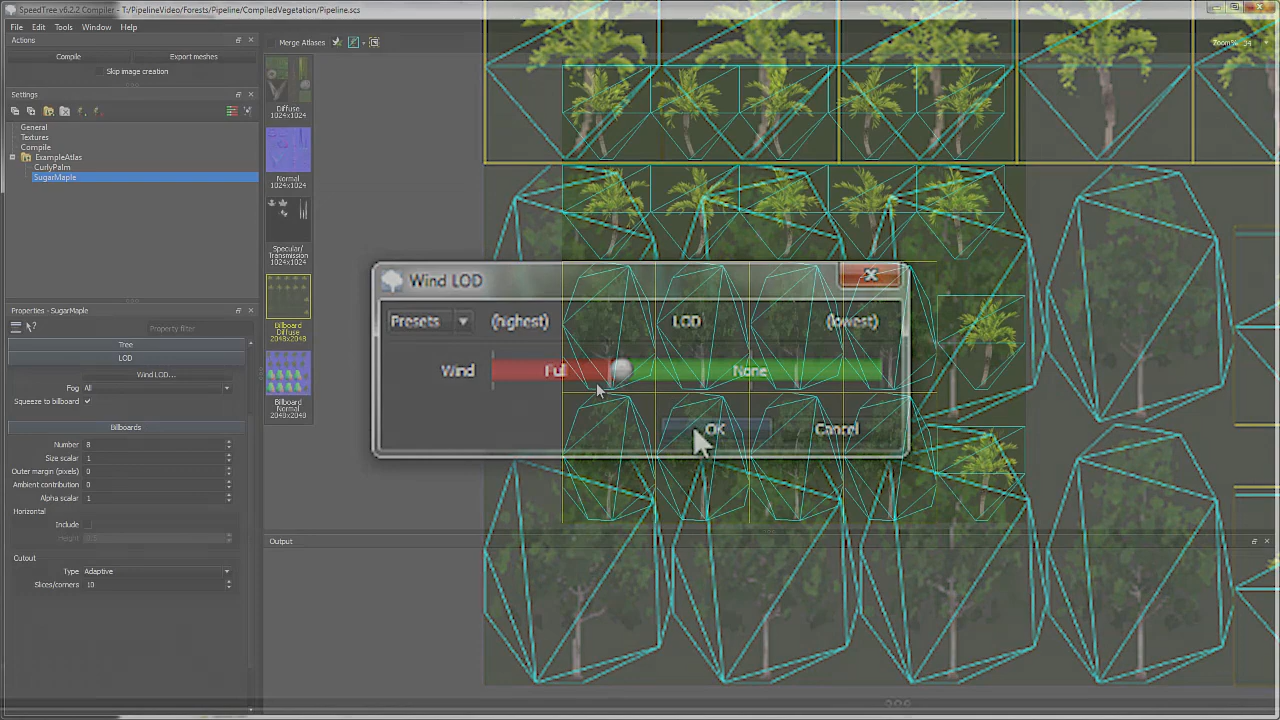 SpeedTree v6.2.2 Compiler - T:/PipelineVideo/Forests/Pipeline/CompiledVegetation/Pipeline.scs
File Edit Tools Window Help
Actions
Merge Atlases
Zoom%
Compile
Export meshes
Skip image creation
Settings
Diffuse
1024x1024
General
Textures
Compile
ExampleAtlas
CurlyPalm
SugarMaple
Normal
1024x1024
Specular/
Transmission
1024x1024
Wind LOD
Presets
(highest)
LOD
(lowest)
Wind
Full
None
OK
Cancel
Properties - SugarMaple
Property filter
Billboard
Diffuse
2048x2048
Tree
LOD
Wind LOD...
Fog All
Squeeze to billboard
Billboards
Billboard
Normal
2048x2048
Number 8
Size scalar 1
Outer margin (pixels) 0
Ambient contribution 0
Alpha scalar 1
Horizontal
Include
Height 0.5
Cutout
Type Adaptive
Slices/corners 10
Output